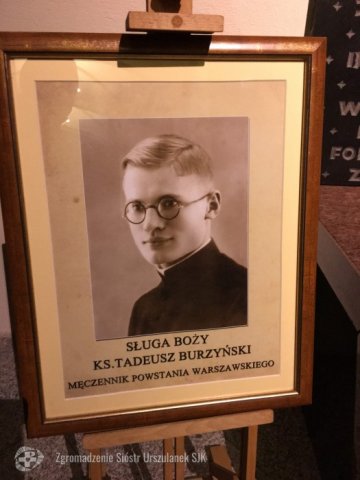 SŁUGA BOŻY
KS. TADEUSZ BURZYŃSKI
MĘCZENNIK POWSTANIA WARSZAWSKIEGO
Zgromadzenie Sióstr Urszulanek SJK